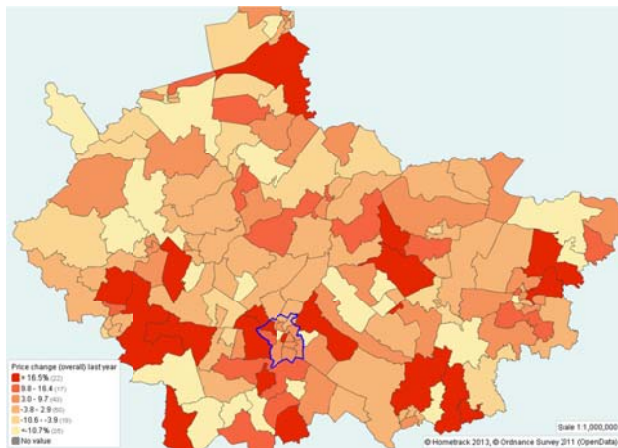 Price change (overall) last year
> 16.5% (22)
9.8 - 16.4 (17)
3.0 - 9.7 (40)
-3.8 - 2.9 (60)
-10.6 - -3.9 (19)
<-10.7% (25)
No value
Scale 1:1,000,000
© Hometrack 2013, © Ordnance Survey 2011 (OpenData)